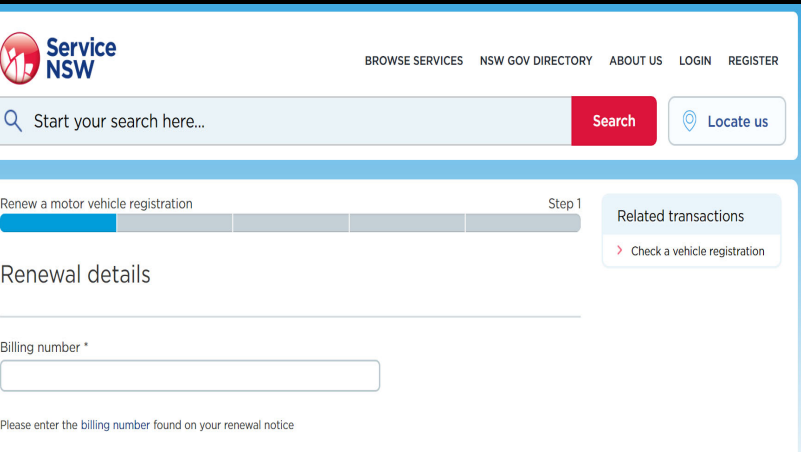 Service
NSW
BROWSE SERVICES NSW GOV DIRECTORY ABOUT US LOGIN REGISTER
Start your search here... Search Locate us
Renew a motor vehicle registration Step 1
Related transactions
Check a vehicle registration
Renewal details
Billing number *
Please enter the billing number found on your renewal notice